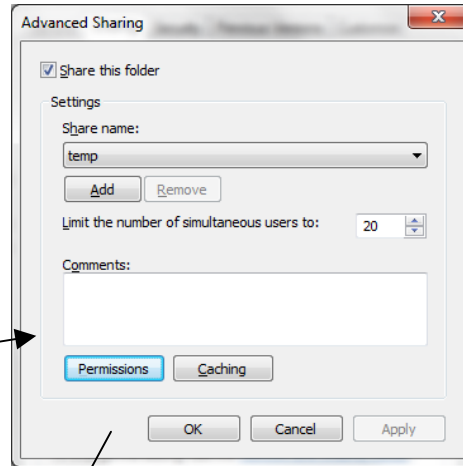 Advanced Sharing
Share this folder
Settings
Share name:
temp
Add Remove
Limit the number of simultaneous users to: 20
Comments:
Permissions Caching
OK Cancel Apply